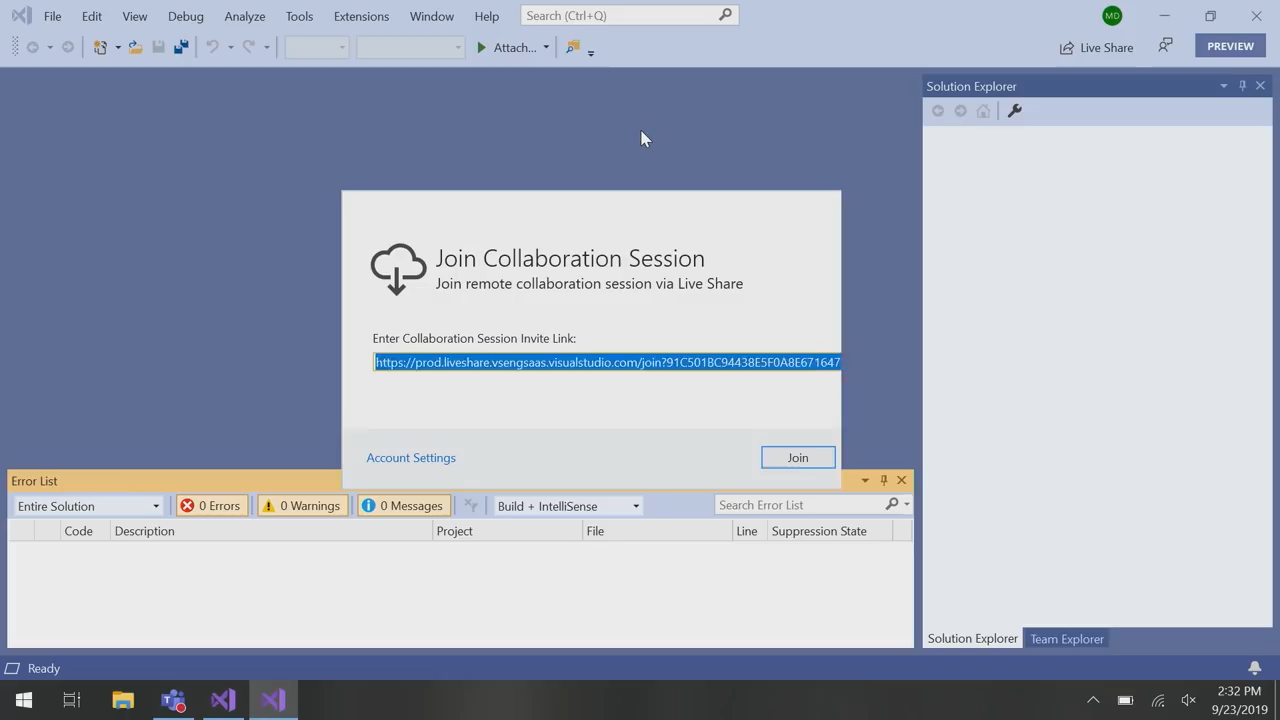 File Edit View Debug Analyze Tools Extensions Window Help Search (Ctrl+Q) MD
Attach... Live Share PREVIEW
Solution Explorer
Join Collaboration Session
Join remote collaboration session via Live Share
Enter Collaboration Session Invite Link:
https://prod.liveshare.vsengsaas.visualstudio.com/join?91C501BC94438E5F0A8E671647
Account Settings Join
Error List
Entire Solution 0 Errors 0 Warnings 0 Messages Build + IntelliSense Search Error List
Code Description Project File Line Suppression State
Solution Explorer Team Explorer
Ready
2:32 PM
9/23/2019